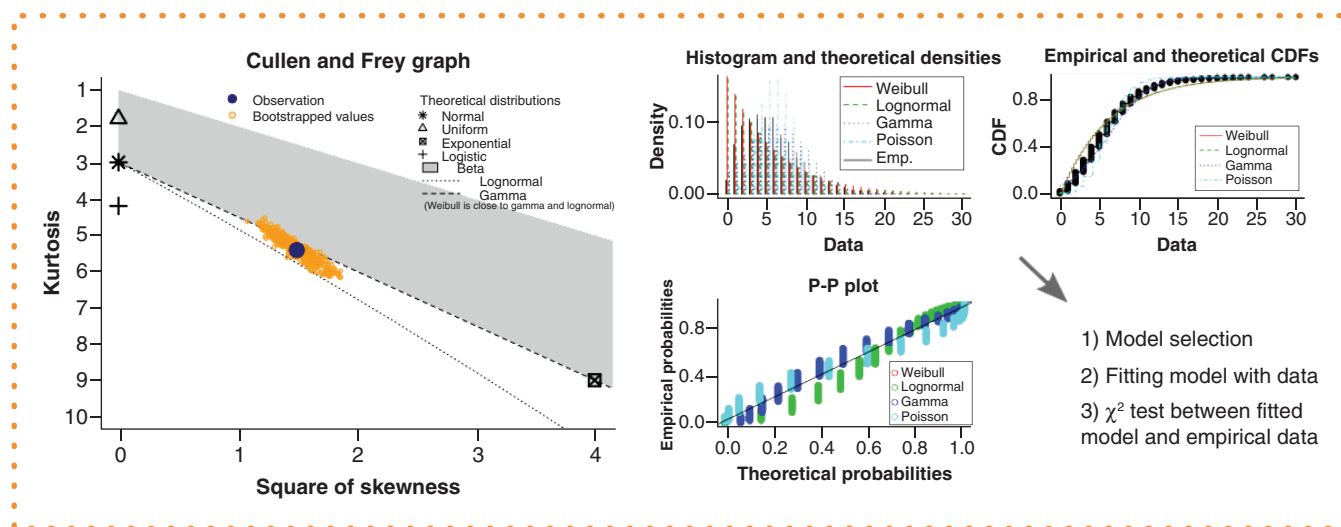 Cullen and Frey graph
Kurtosis
1
2
3
4
5
6
7
8
9
10
Observation
Bootstrapped values
Theoretical distributions
Normal
Uniform
Exponential
Logistic
Beta
Lognormal
Gamma
(Weibull is close to gamma and lognormal)
0 1 2 3 4
Square of skewness
Histogram and theoretical densities
Density
0.10
0.00
Weibull
Lognormal
Gamma
Poisson
Emp.
0 5 10 15 20 25 30
Data
Empirical and theoretical CDFs
CDF
0.8
0.4
0.0
Weibull
Lognormal
Gamma
Poisson
0 5 10 15 20 25 30
Data
P-P plot
Empirical probabilities
0.8
0.4
0.0
Weibull
Lognormal
Gamma
Poisson
0.0 0.2 0.4 0.6 0.8 1.0
Theoretical probabilities
1) Model selection
2) Fitting model with data
3) χ² test between fitted
model and empirical data